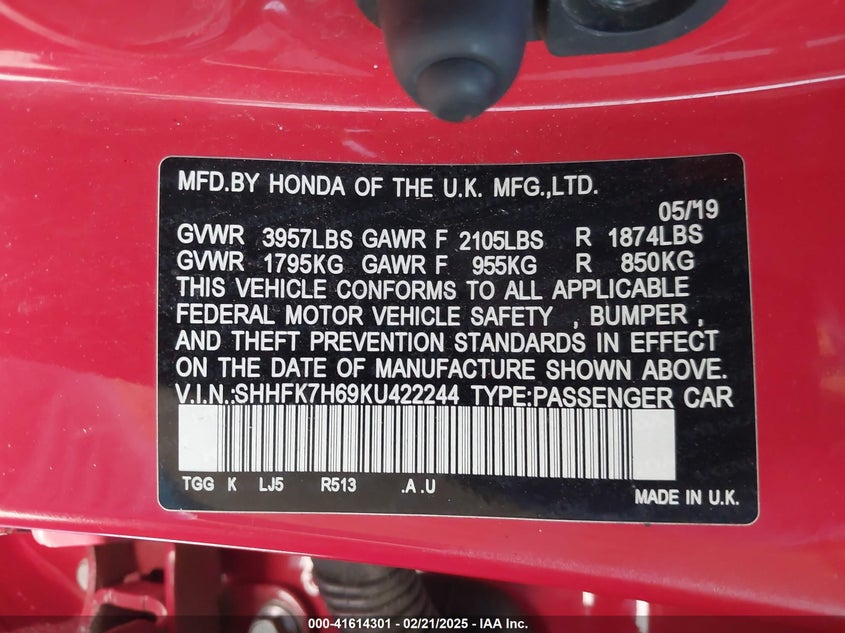 MFD.BY HONDA OF THE U.K. MFG.,LTD.
05/19
GVWR 3957LBS GAWR F 2105LBS R 1874LBS
GVWR 1795KG GAWR F 955KG R 850KG
THIS VEHICLE CONFORMS TO ALL APPLICABLE
FEDERAL MOTOR VEHICLE SAFETY , BUMPER ,
AND THEFT PREVENTION STANDARDS IN EFFECT
ON THE DATE OF MANUFACTURE SHOWN ABOVE.
V.I.N.:SHHFK7H69KU422244 TYPE:PASSENGER CAR
TGG K LJ5 R513 .A .U
MADE IN U.K.
000-41614301 - 02/21/2025 - IAA Inc.